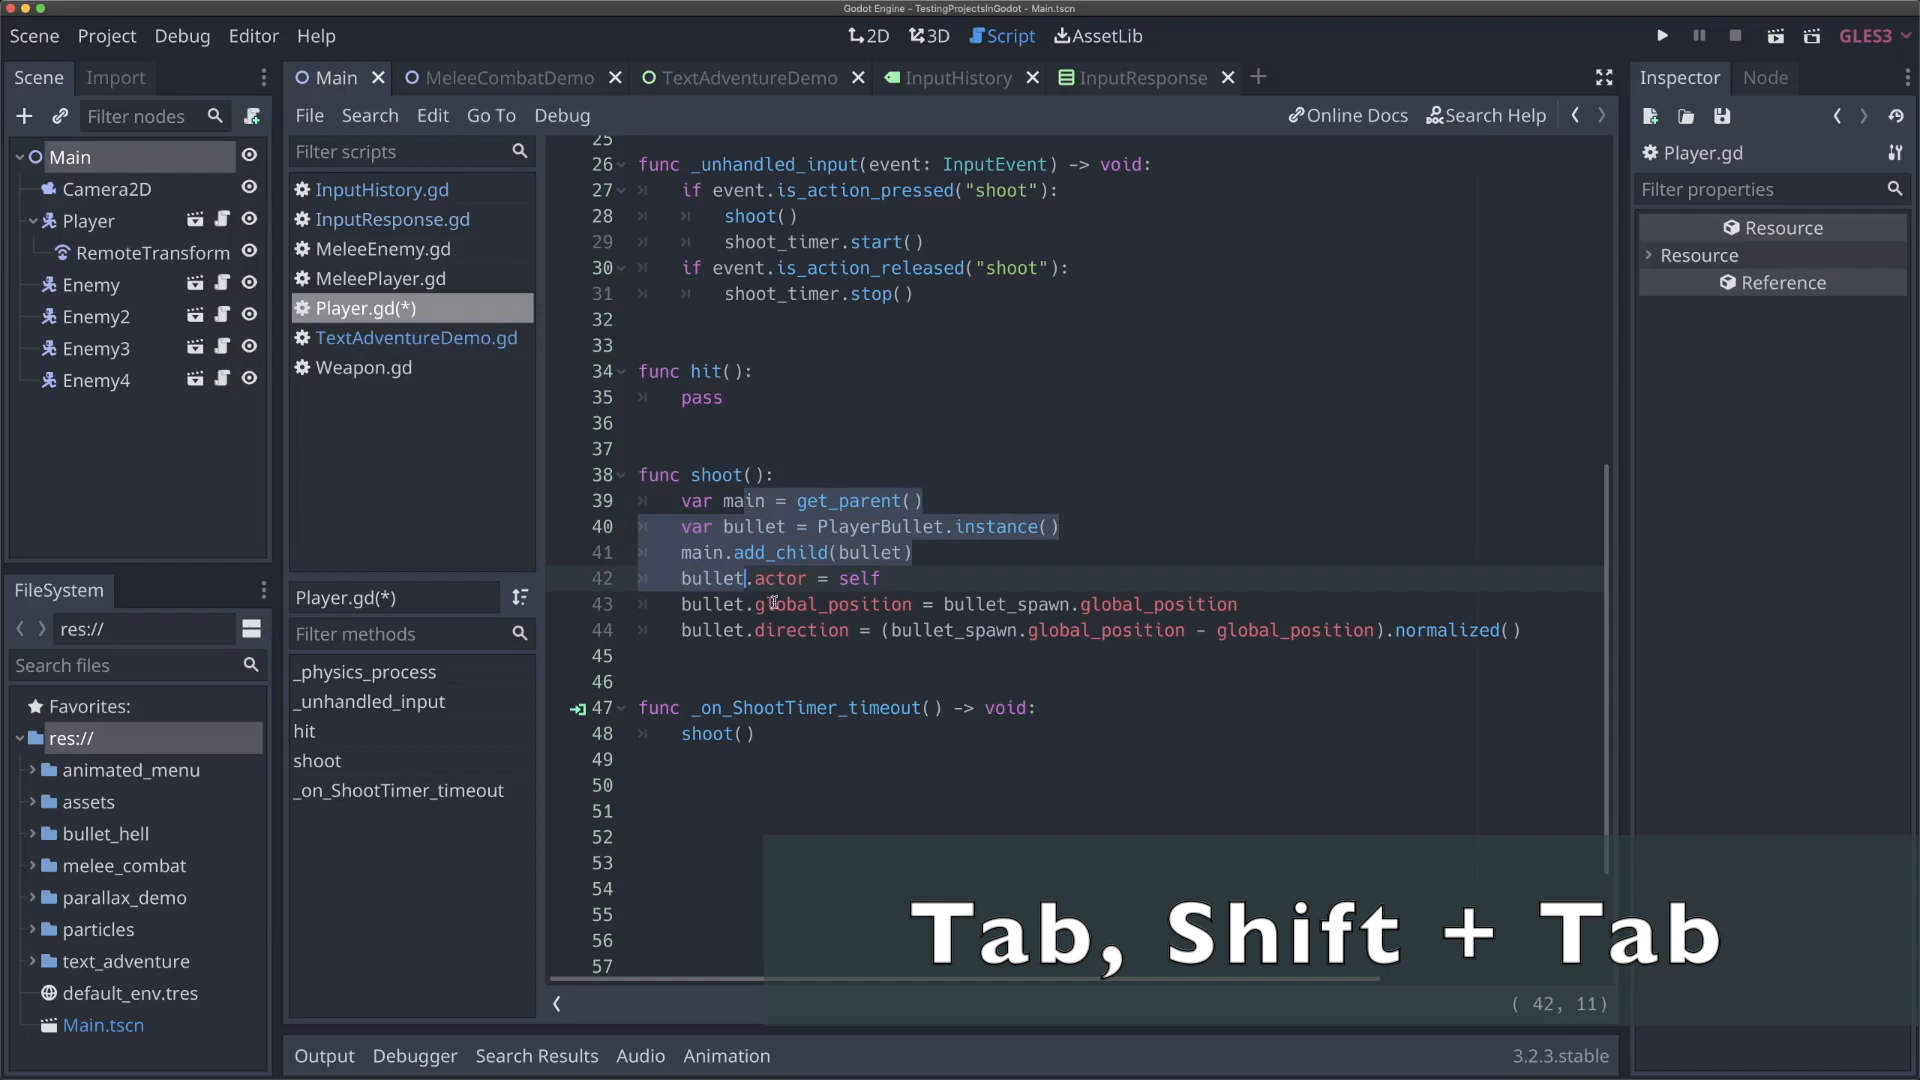 Godot Engine - TestingProjectsInGodot - Main.tscn
Scene Project Debug Editor Help
2D 3D Script AssetLib
GLES3
Scene Import
Main MeleeCombatDemo TextAdventureDemo InputHistory InputResponse
Inspector Node
Filter nodes
File Search Edit Go To Debug
Online Docs Search Help
Main
Camera2D
Player
RemoteTransform
Enemy
Enemy2
Enemy3
Enemy4
Filter scripts
InputHistory.gd
InputResponse.gd
MeleeEnemy.gd
MeleePlayer.gd
Player.gd(*)
TextAdventureDemo.gd
Weapon.gd
Player.gd(*)
Filter methods
_physics_process
_unhandled_input
hit
shoot
_on_ShootTimer_timeout
25
26 func _unhandled_input(event: InputEvent) -> void:
27 if event.is_action_pressed("shoot"):
28 shoot()
29 shoot_timer.start()
30 if event.is_action_released("shoot"):
31 shoot_timer.stop()
32
33
34 func hit():
35 pass
36
37
38 func shoot():
39 var main = get_parent()
40 var bullet = PlayerBullet.instance()
41 main.add_child(bullet)
42 bullet.actor = self
43 bullet.global_position = bullet_spawn.global_position
44 bullet.direction = (bullet_spawn.global_position - global_position).normalized()
45
46
47 func _on_ShootTimer_timeout() -> void:
48 shoot()
49
50
51
52
53
54
55
56
57
Tab, Shift + Tab
( 42, 11)
FileSystem
res://
Search files
Favorites:
res://
animated_menu
assets
bullet_hell
melee_combat
parallax_demo
particles
text_adventure
default_env.tres
Main.tscn
Player.gd
Filter properties
Resource
Resource
Reference
Output Debugger Search Results Audio Animation
3.2.3.stable